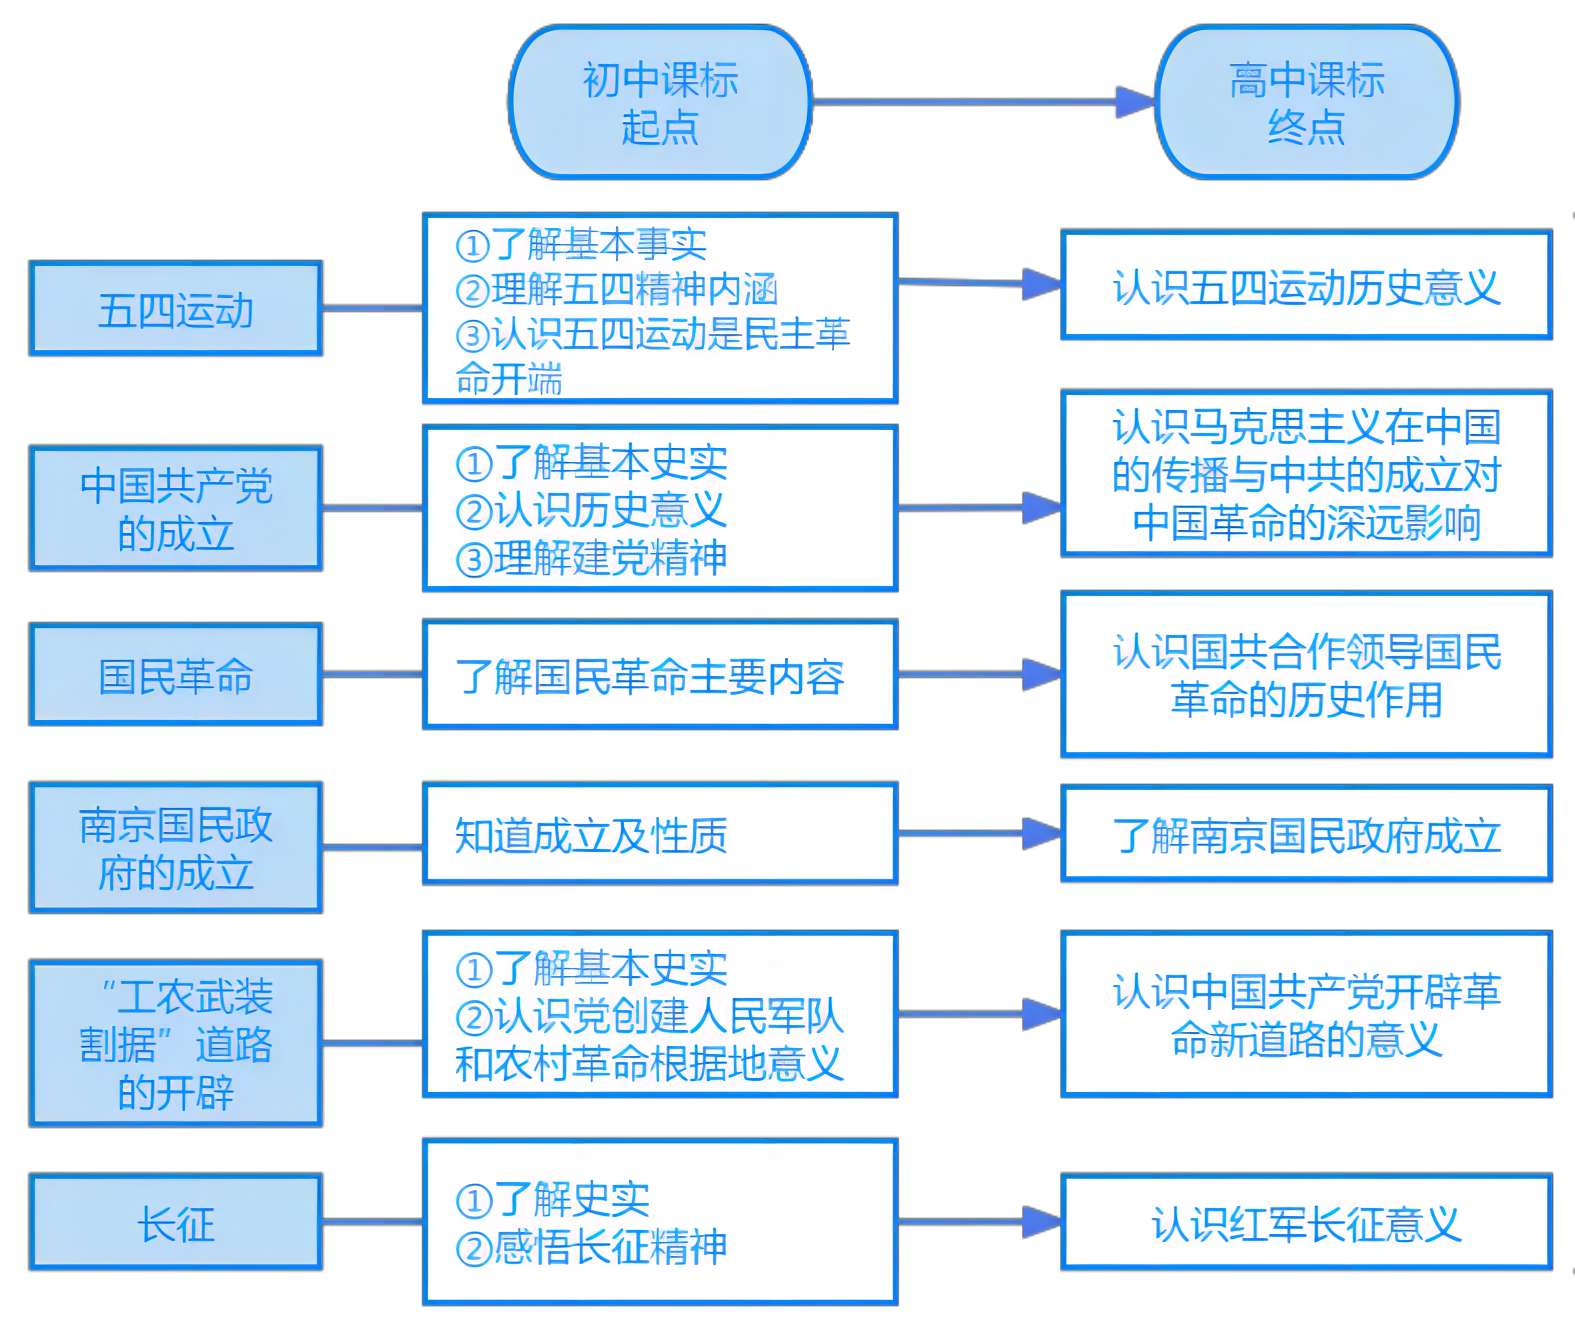 初中课标
起点
高中课标
终点
五四运动
①了解基本事实
②理解五四精神内涵
③认识五四运动是民主革
命开端
认识五四运动历史意义
中国共产党
的成立
①了解基本史实
②认识历史意义
③理解建党精神
认识马克思主义在中国
的传播与中共的成立对
中国革命的深远影响
国民革命
了解国民革命主要内容
认识国共合作领导国民
革命的历史作用
南京国民政
府的成立
知道成立及性质
了解南京国民政府成立
“工农武装
割据”道路
的开辟
①了解基本史实
②认识党创建人民军队
和农村革命根据地意义
认识中国共产党开辟革
命新道路的意义
长征
①了解史实
②感悟长征精神
认识红军长征意义